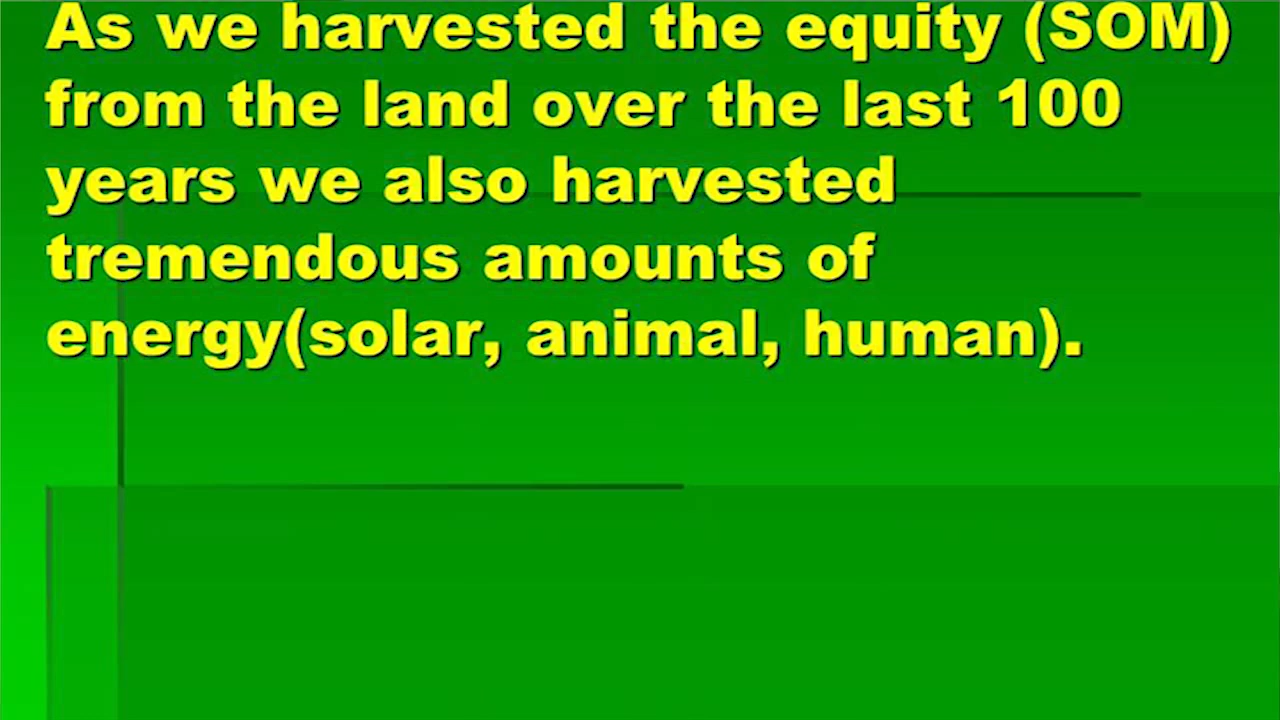 As we harvested the equity (SOM)
from the land over the last 100
years we also harvested
tremendous amounts of
energy(solar, animal, human).